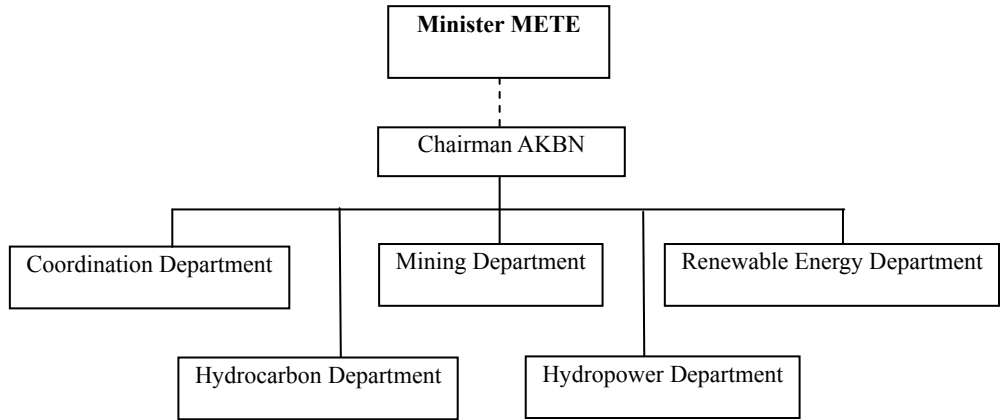 Minister METE
Chairman AKBN
Coordination Department
Mining Department
Renewable Energy Department
Hydrocarbon Department
Hydropower Department